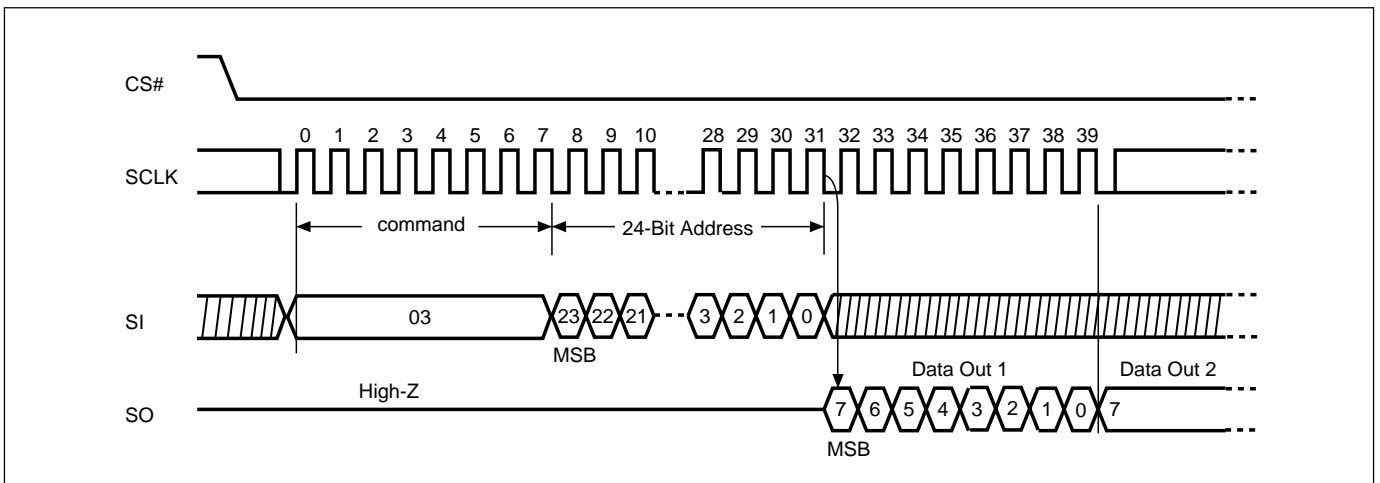 CS#
0 1 2 3 4 5 6 7 8 9 10 28 29 30 31 32 33 34 35 36 37 38 39
SCLK
command 24-Bit Address
SI 03 23 22 21 3 2 1 0
MSB
Data Out 1 Data Out 2
High-Z
SO 7 6 5 4 3 2 1 0 7
MSB